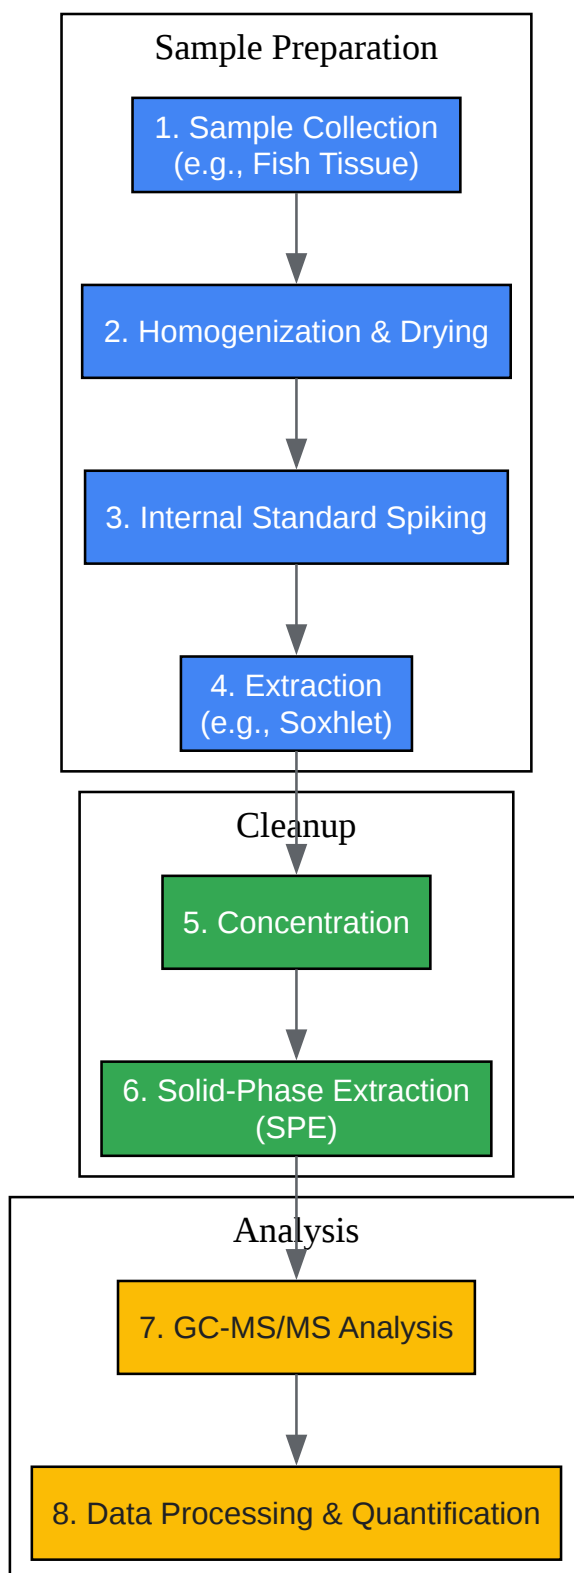 Sample Preparation
1. Sample Collection
(e.g., Fish Tissue)
2. Homogenization & Drying
3. Internal Standard Spiking
4. Extraction
(e.g., Soxhlet)
Cleanup
5. Concentration
6. Solid-Phase Extraction
(SPE)
Analysis
7. GC-MS/MS Analysis
8. Data Processing & Quantification